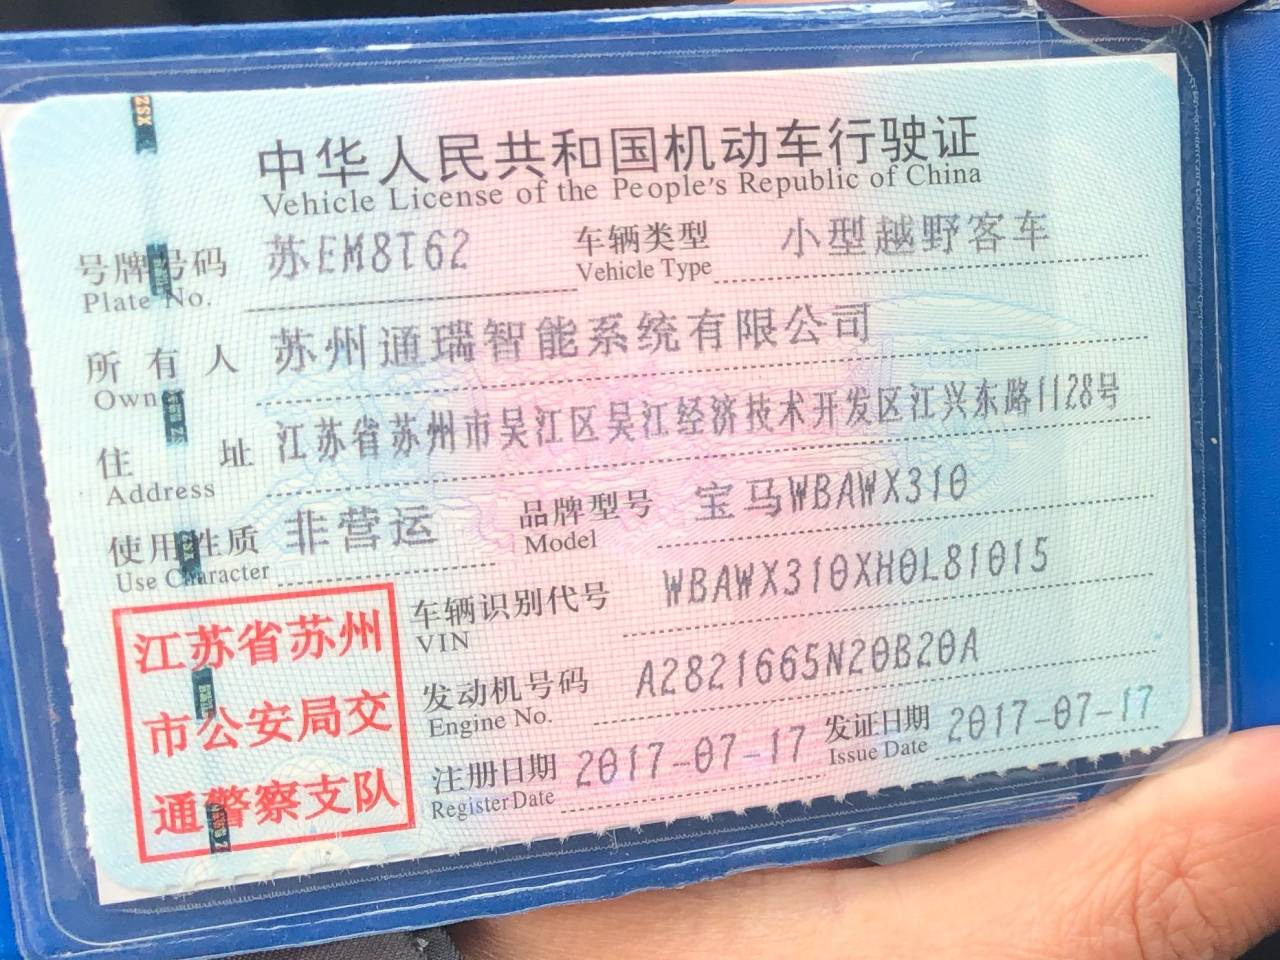 中华人民共和国机动车行驶证
Vehicle License of the People's Republic of China
号牌号码 苏EM8T62 车辆类型 小型越野客车
Plate No. Vehicle Type
所有人 苏州通瑞智能系统有限公司
Owner
住址 江苏省苏州市吴江区吴江经济技术开发区江兴东路1128号
Address
使用性质 非营运 品牌型号 宝马WBAWX310
Use Character Model
车辆识别代号 WBAWX310XH0L81015
VIN
发动机号码 A2821665N20B20A
Engine No.
注册日期 2017-07-17 发证日期 2017-07-17
Register Date Issue Date
江苏省苏州
市公安局交
通警察支队